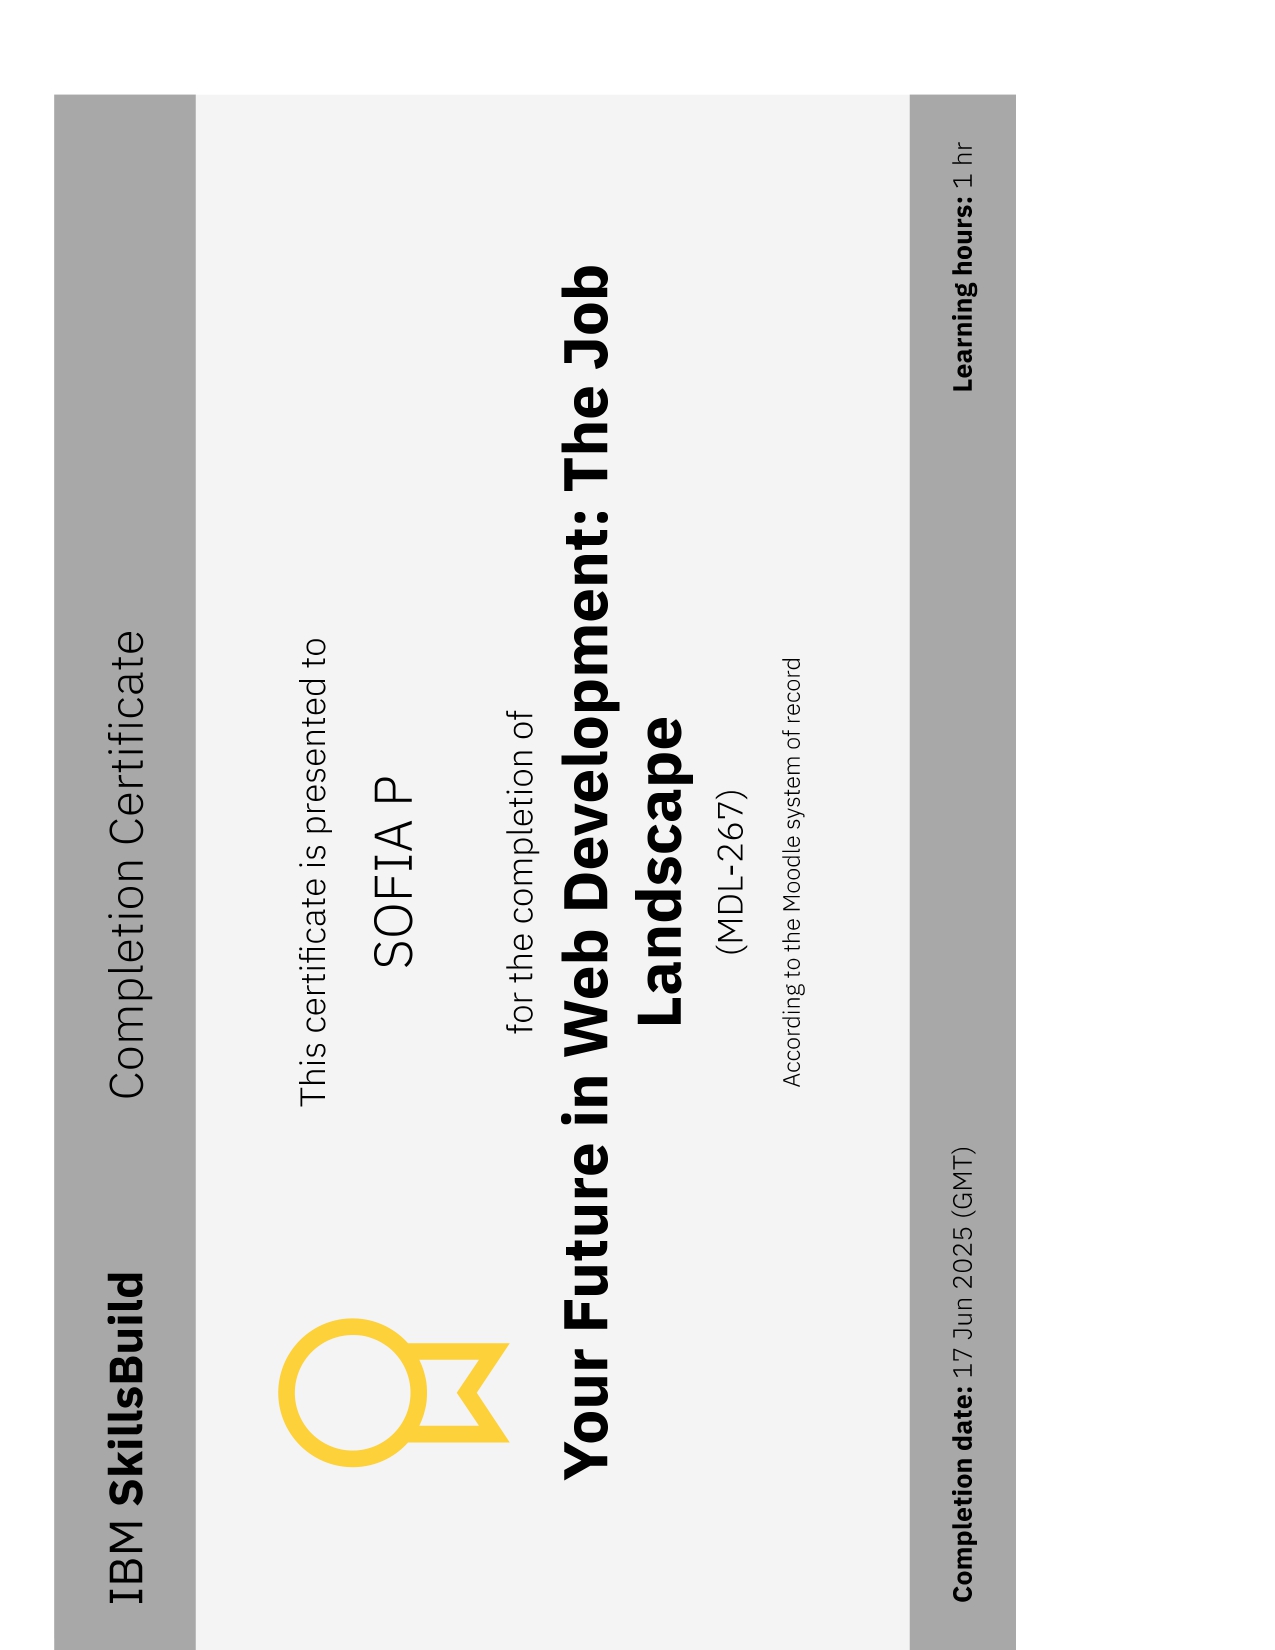 IBM SkillsBuild
Completion Certificate
This certificate is presented to
SOFIA P
for the completion of
Your Future in Web Development: The Job
Landscape
(MDL-267)
According to the Moodle system of record
Completion date: 17 Jun 2025 (GMT)
Learning hours: 1 hr